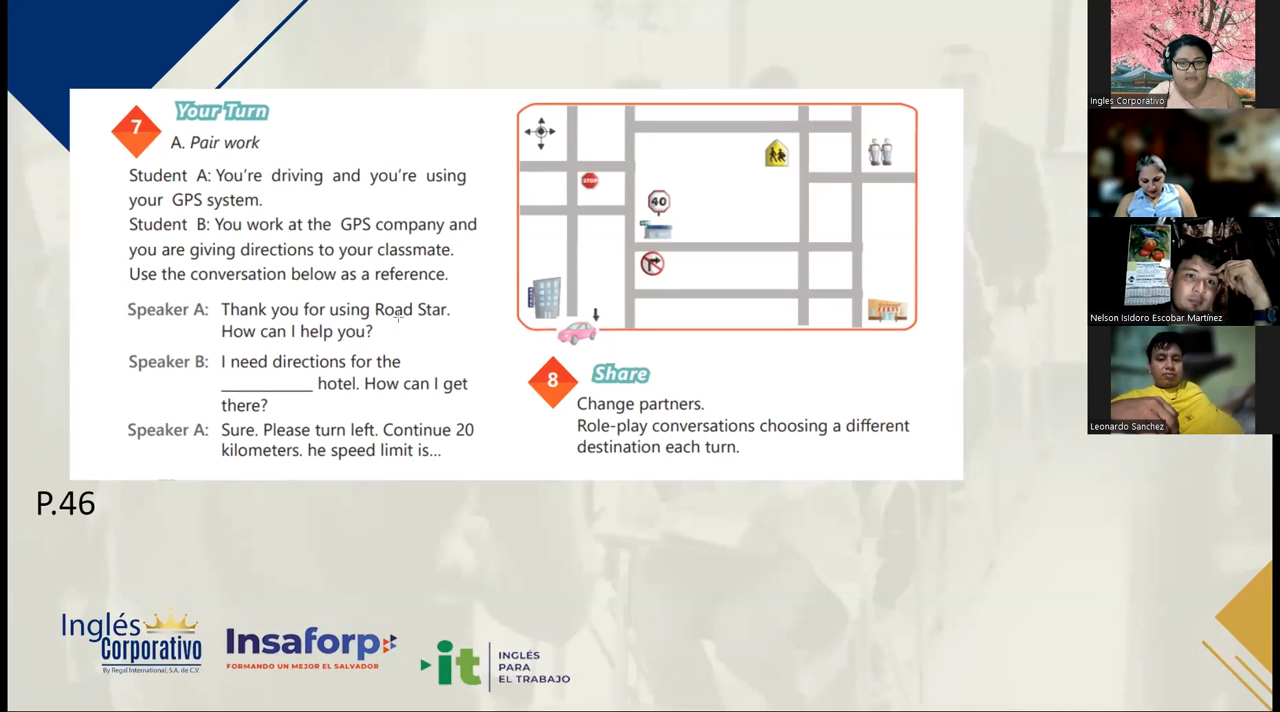 7
Your Turn
A. Pair work
Student A: You're driving and you're using
your GPS system.
Student B: You work at the GPS company and
you are giving directions to your classmate.
Use the conversation below as a reference.
Speaker A: Thank you for using Road Star.
How can I help you?
Speaker B: I need directions for the
____________ hotel. How can I get
there?
Speaker A: Sure. Please turn left. Continue 20
kilometers. he speed limit is...
STOP
40
8
Share
Change partners.
Role-play conversations choosing a different
destination each turn.
P.46
Inglés
Corporativo
By Regal International, S.A. de C.V.
Insaforp
FORMANDO UN MEJOR EL SALVADOR
it
INGLÉS
PARA
EL TRABAJO
Ingles Corporativo
Nelson Isidoro Escobar Martínez
Leonardo Sanchez